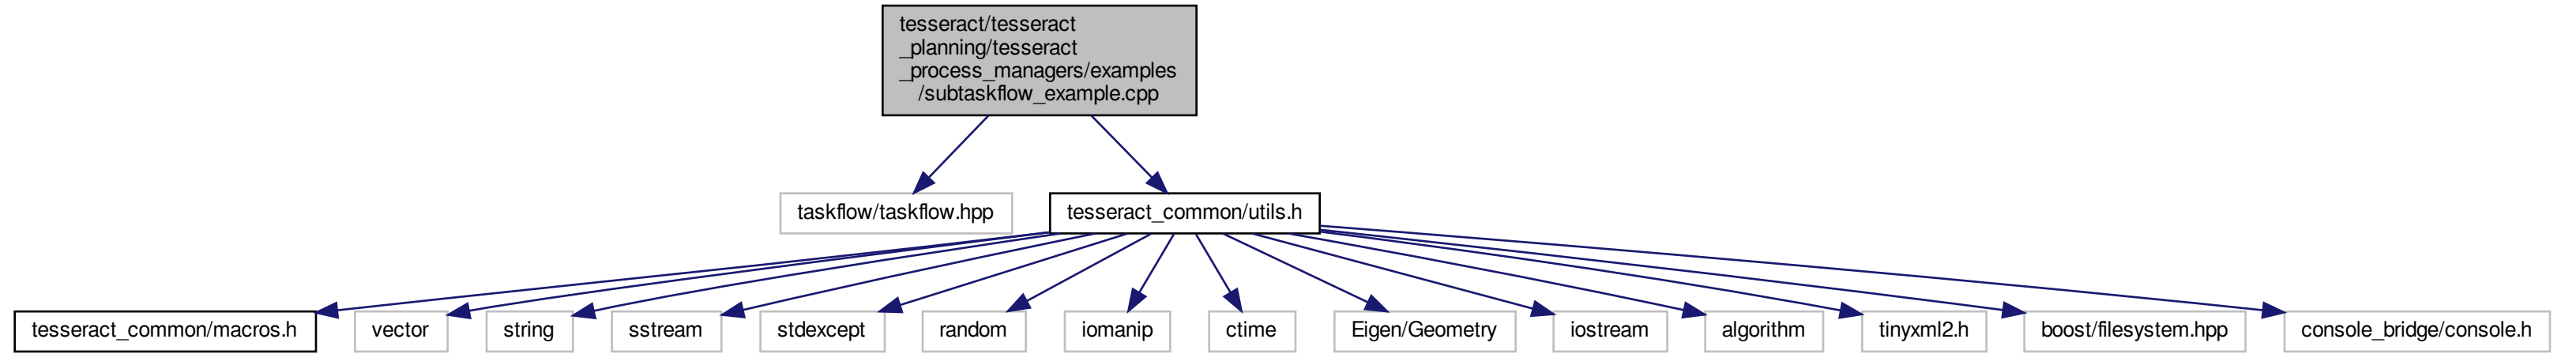 tesseract/tesseract
_planning/tesseract
_process_managers/examples
/subtaskflow_example.cpp
taskflow/taskflow.hpp
tesseract_common/utils.h
tesseract_common/macros.h
vector
string
sstream
stdexcept
random
iomanip
ctime
Eigen/Geometry
iostream
algorithm
tinyxml2.h
boost/filesystem.hpp
console_bridge/console.h